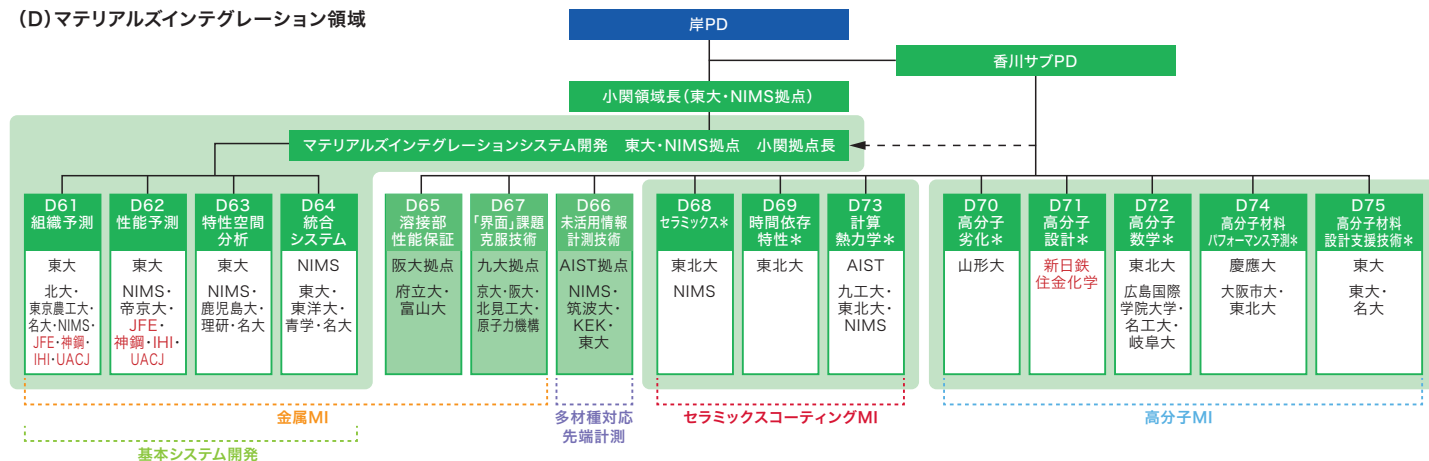 (D)マテリアルズインテグレーション領域
岸PD
香川サブPD
小関領域長(東大・NIMS拠点)
マテリアルズインテグレーションシステム開発　東大・NIMS拠点　小関拠点長
D61
組織予測
東大
北大・
東京農工大・
名大・NIMS・
JFE・神鋼・
IHI・UACJ
D62
性能予測
東大
NIMS・
帝京大・
JFE・
神鋼・IHI・
UACJ
D63
特性空間
分析
東大
NIMS・
鹿児島大・
理研・名大
D64
統合
システム
NIMS
東大・
東洋大・
青学・名大
D65
溶接部
性能保証
阪大拠点
府立大・
富山大
D67
「界面」課題
克服技術
九大拠点
京大・阪大・
北見工大・
原子力機構
D66
未活用情報
計測技術
AIST拠点
NIMS・
筑波大・
KEK・
東大
D68
セラミックス＊
東北大
NIMS
D69
時間依存
特性＊
東北大
D73
計算
熱力学＊
AIST
九工大・
東北大・
NIMS
D70
高分子
劣化＊
山形大
D71
高分子
設計＊
新日鉄
住金化学
D72
高分子
数学＊
東北大
広島国際
学院大学・
名工大・
岐阜大
D74
高分子材料
パフォーマンス予測＊
慶應大
大阪市大・
東北大
D75
高分子材料
設計支援技術＊
東大
東大・
名大
金属MI
多材種対応
先端計測
セラミックスコーティングMI
高分子MI
基本システム開発